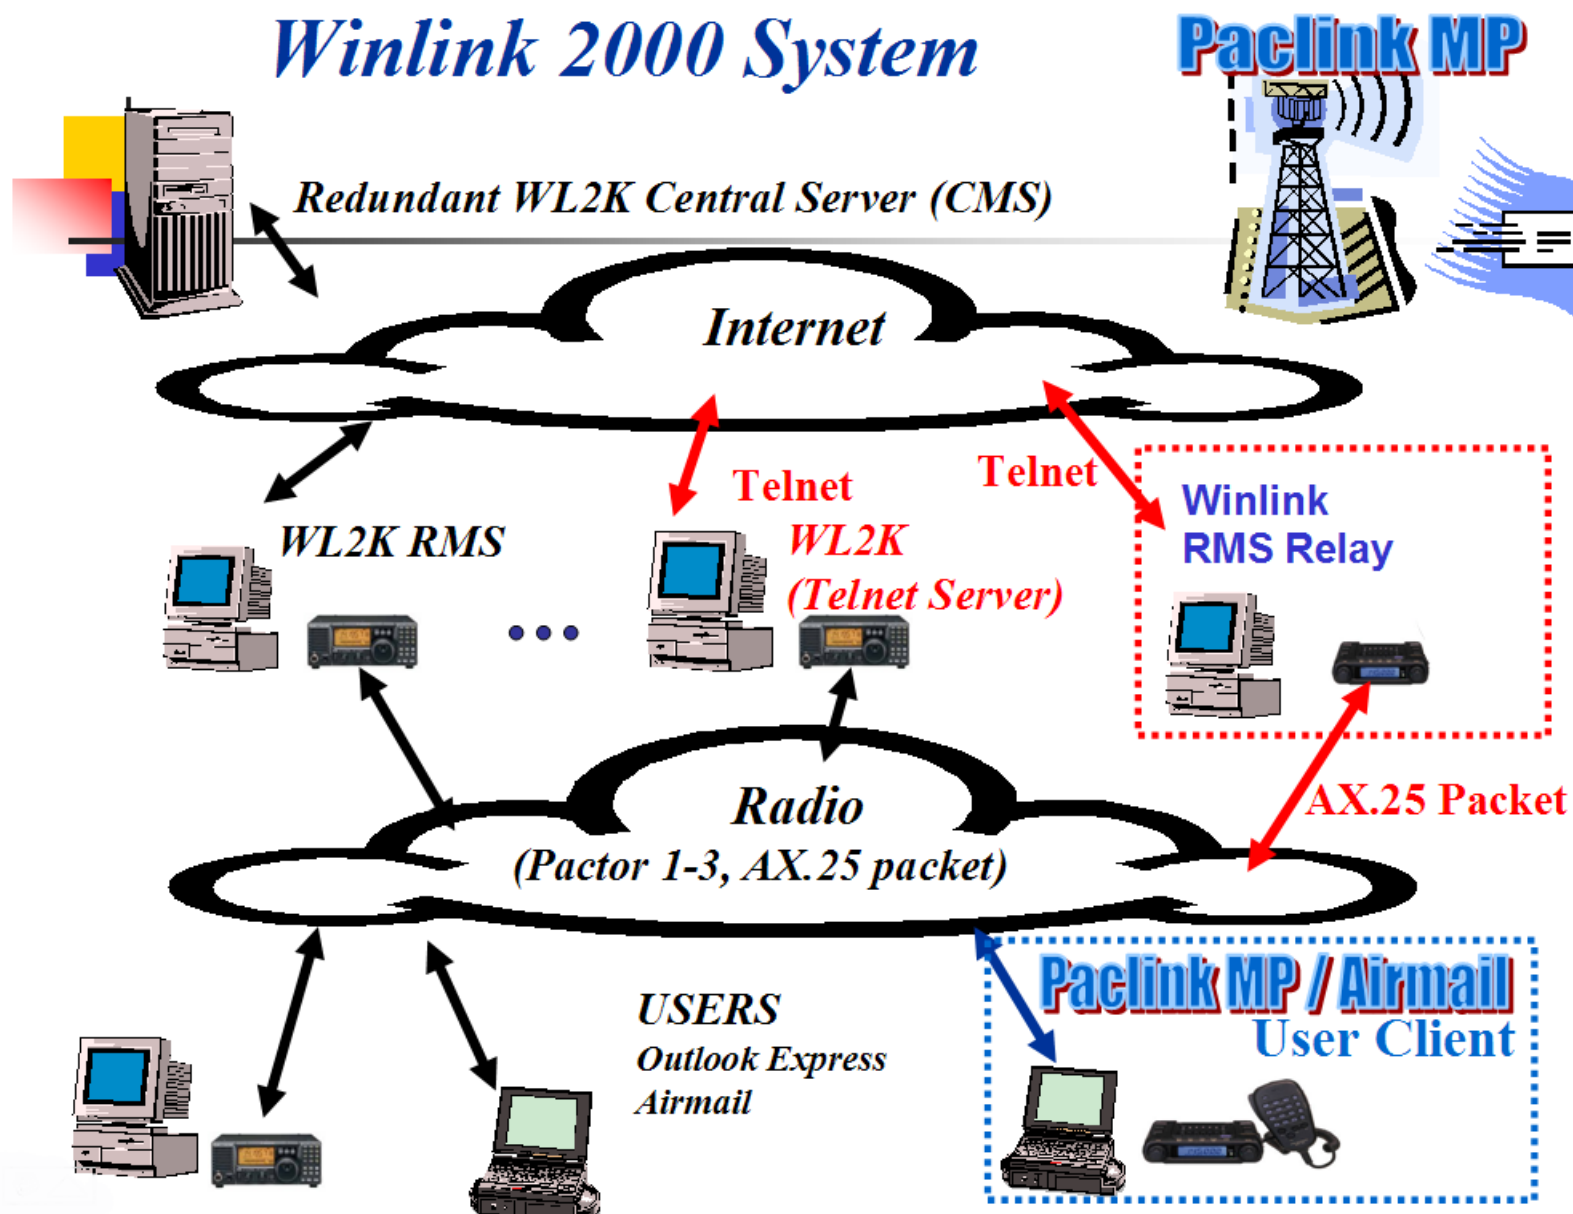 Winlink 2000 System
Paclink MP
Redundant WL2K Central Server (CMS)
Internet
Telnet
Telnet
Winlink
RMS Relay
WL2K RMS
WL2K
(Telnet Server)
AX.25 Packet
Radio
(Pactor 1-3, AX.25 packet)
Paclink MP / Airmail
User Client
USERS
Outlook Express
Airmail